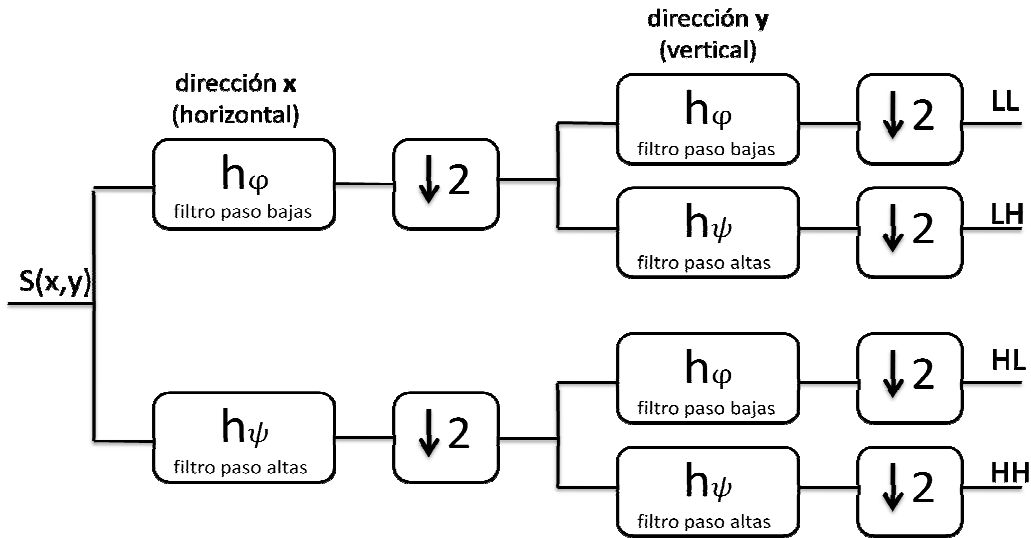 dirección y
(vertical)
dirección x
(horizontal)
hφ
filtro paso bajas
↓2
LL
hφ
filtro paso bajas
↓2
hψ
filtro paso altas
↓2
LH
S(x,y)
hφ
filtro paso bajas
↓2
HL
hψ
filtro paso altas
↓2
hψ
filtro paso altas
↓2
HH